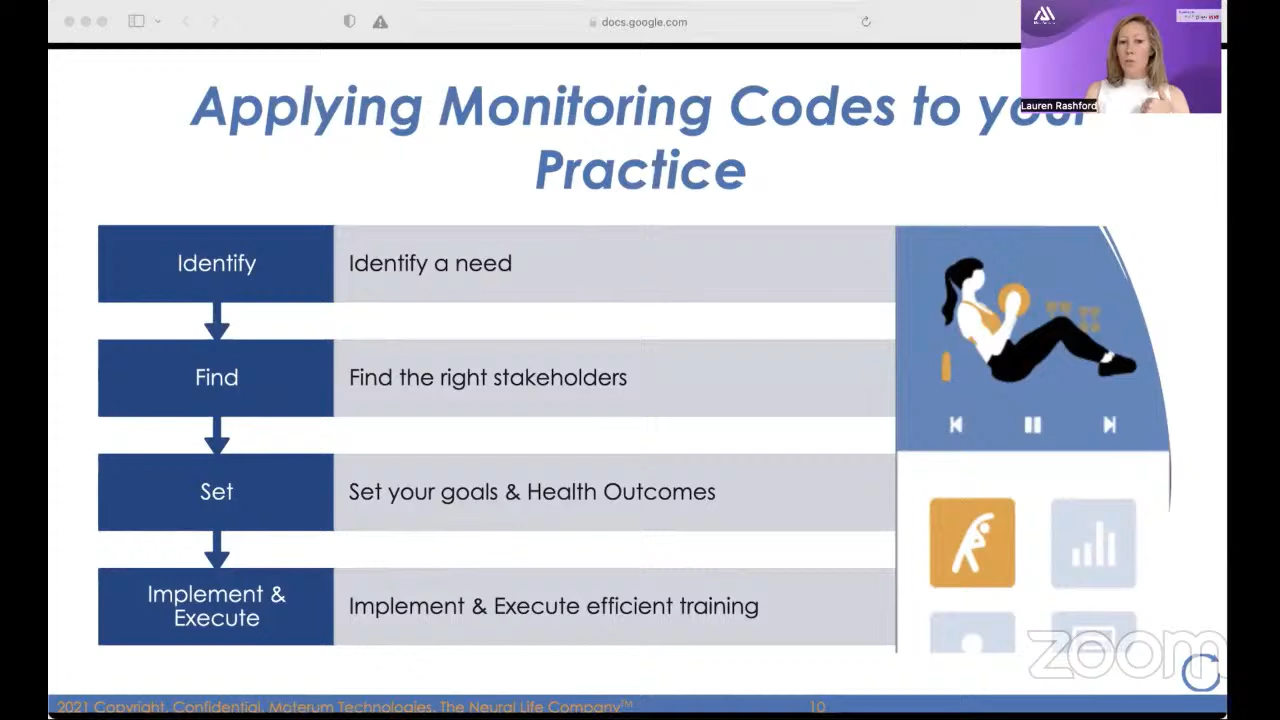 docs.google.com
Lauren Rashford
Applying Monitoring Codes to your
Practice
Identify
Identify a need
Find
Find the right stakeholders
Set
Set your goals & Health Outcomes
Implement &
Execute
Implement & Execute efficient training
zoom
2021 Copyright, Confidential, Moterum Technologies, The Neural Life Company™
10